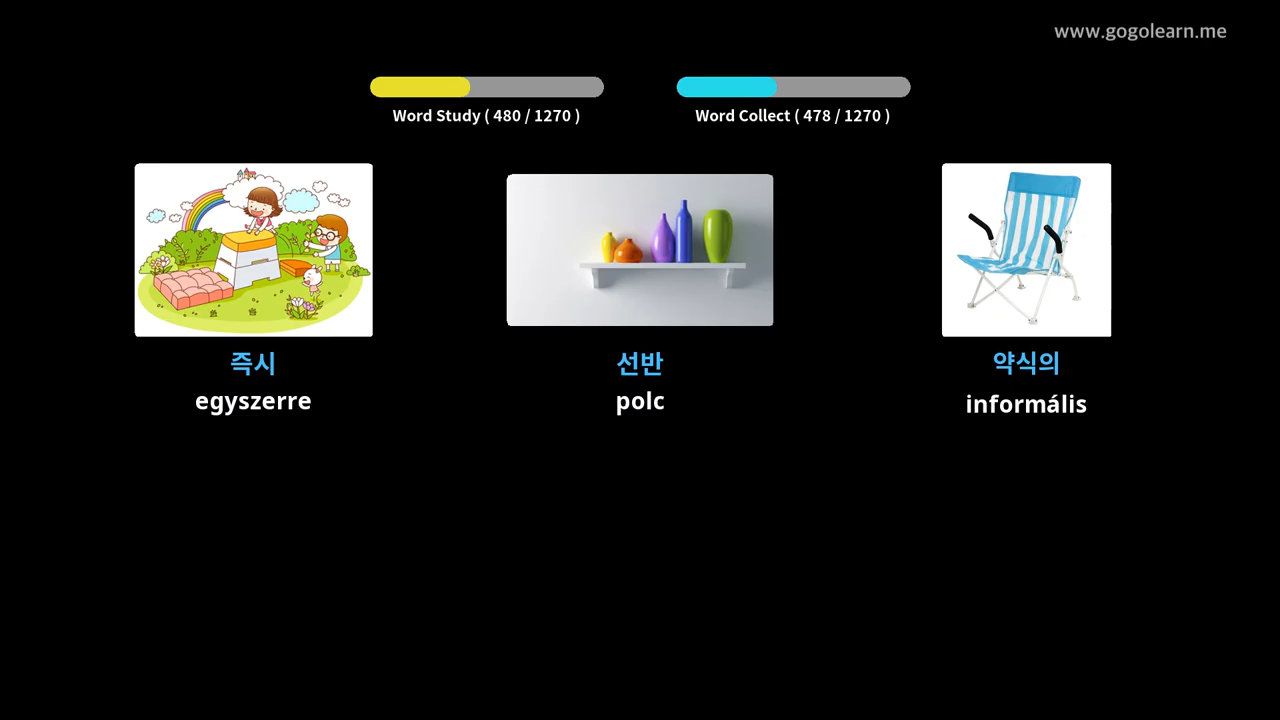 www.gogolearn.me
Word Study ( 480 / 1270 )
Word Collect ( 478 / 1270 )
즉시
egyszerre
선반
polc
약식의
informális